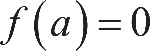 f(a) = 0